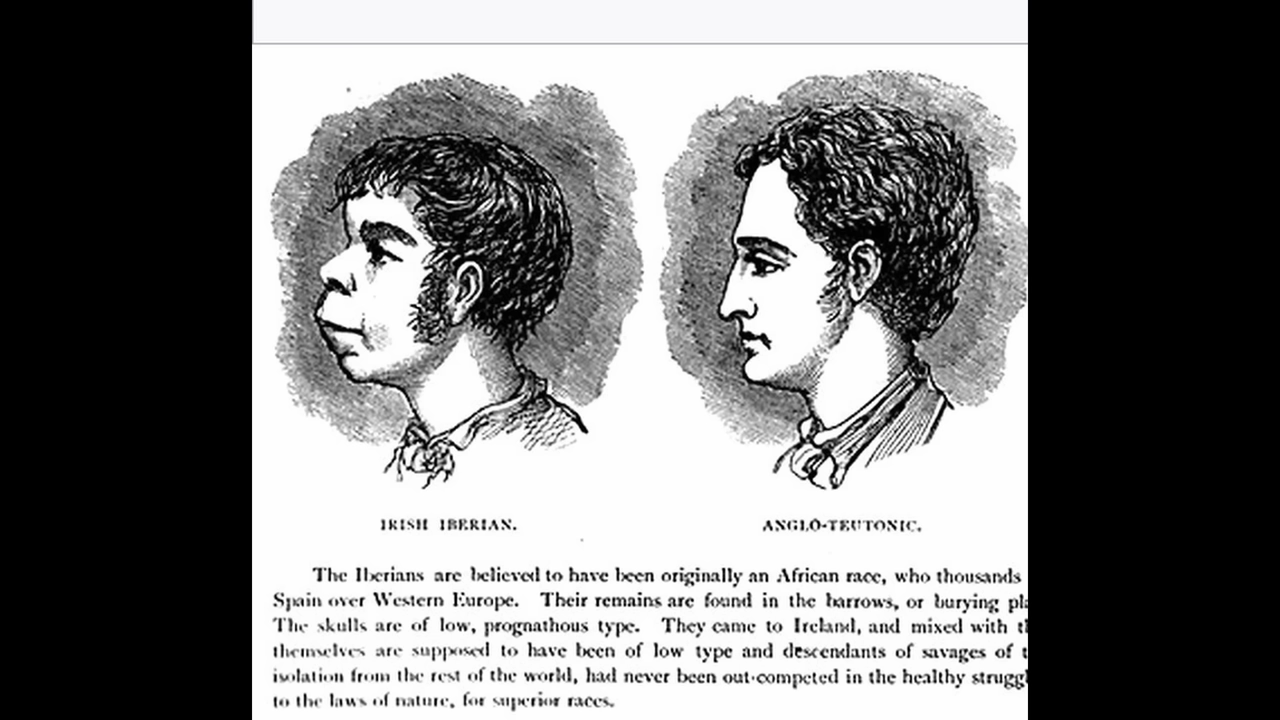 IRISH IBERIAN.
ANGLO-TEUTONIC.
The Iberians are believed to have been originally an African race, who thousands
Spain over Western Europe. Their remains are found in the barrows, or burying
The skulls are of low, prognathous type. They came to Ireland, and mixed with
themselves are supposed to have been of low type and descendants of savages of
isolation from the rest of the world, had never been out-competed in the healthy
to the laws of nature, for superior races.